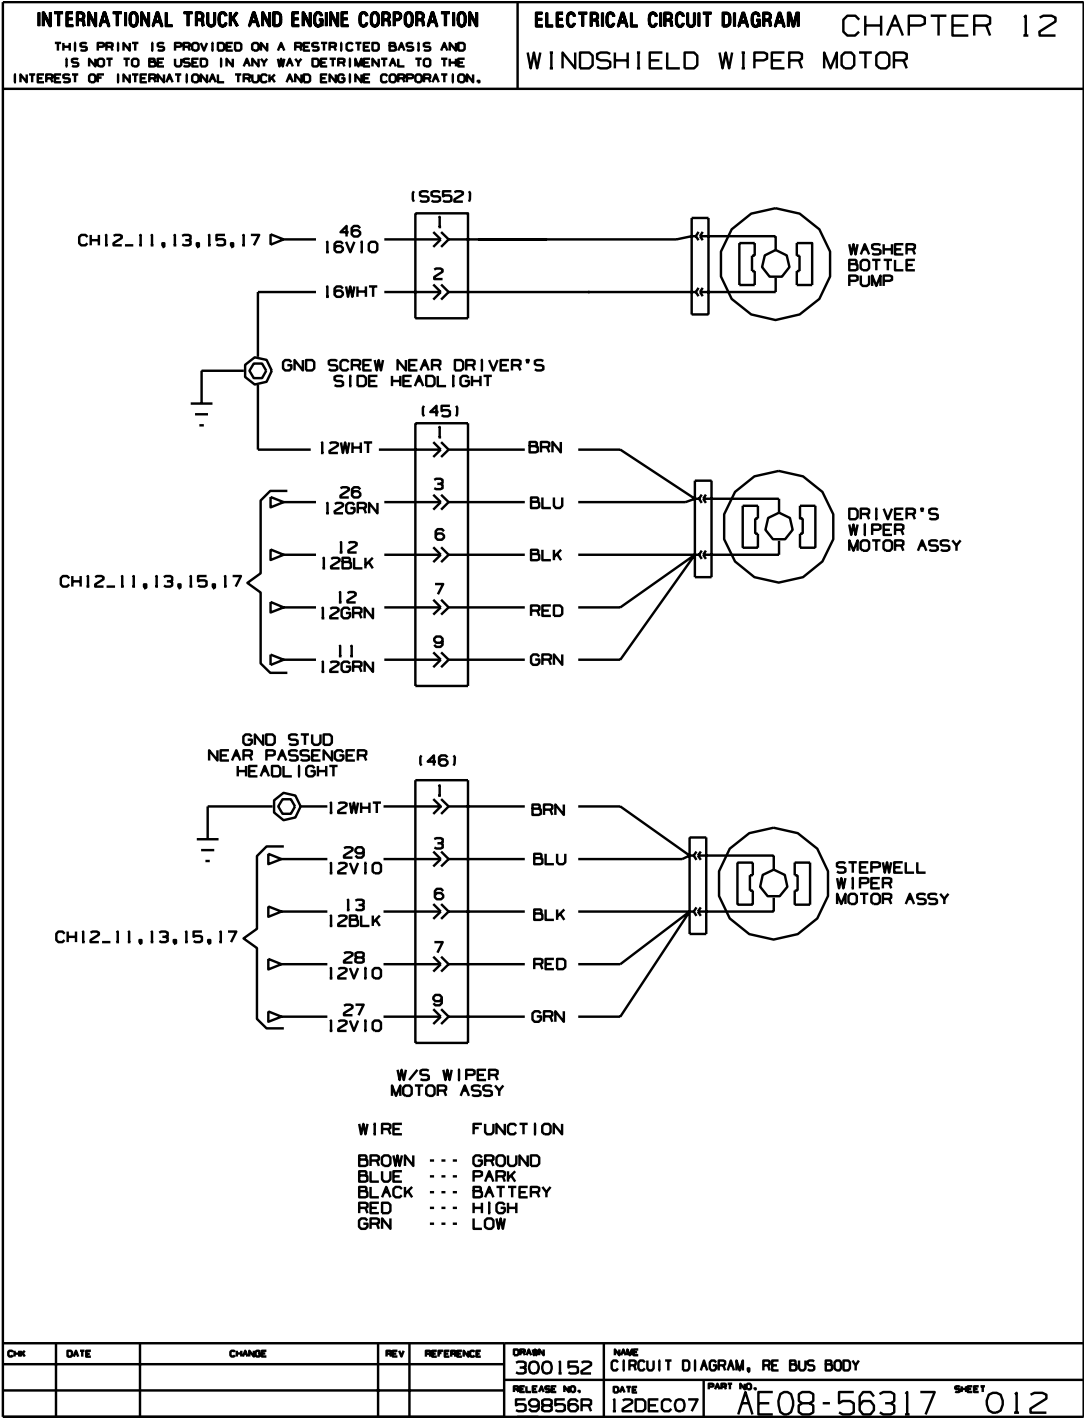 INTERNATIONAL TRUCK AND ENGINE CORPORATION
THIS PRINT IS PROVIDED ON A RESTRICTED BASIS AND
IS NOT TO BE USED IN ANY WAY DETRIMENTAL TO THE
INTEREST OF INTERNATIONAL TRUCK AND ENGINE CORPORATION.
ELECTRICAL CIRCUIT DIAGRAM
CHAPTER 12
WINDSHIELD WIPER MOTOR
(SS52)
CH12_11,13,15,17
46
16VIO
1
16WHT
2
WASHER
BOTTLE
PUMP
GND SCREW NEAR DRIVER'S
SIDE HEADLIGHT
(45)
12WHT
1
BRN
26
12GRN
3
BLU
12
12BLK
6
BLK
CH12_11,13,15,17
12
12GRN
7
RED
11
12GRN
9
GRN
DRIVER'S
WIPER
MOTOR ASSY
GND STUD
NEAR PASSENGER
HEADLIGHT
(46)
12WHT
1
BRN
29
12VIO
3
BLU
13
12BLK
6
BLK
CH12_11,13,15,17
28
12VIO
7
RED
27
12VIO
9
GRN
STEPWELL
WIPER
MOTOR ASSY
W/S WIPER
MOTOR ASSY
WIRE FUNCTION
BROWN --- GROUND
BLUE --- PARK
BLACK --- BATTERY
RED --- HIGH
GRN --- LOW
CHK DATE CHANGE REV REFERENCE
DRAWN
300152
NAME
CIRCUIT DIAGRAM, RE BUS BODY
RELEASE NO.
59856R
DATE
12DEC07
PART NO.
AE08-56317
SHEET
012